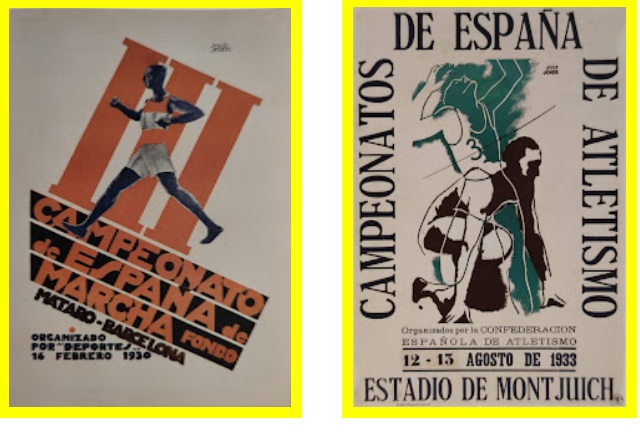 III
CAMPEONATO
de ESPAÑA de
MARCHA FONDO
MATARO-BARCELONA
ORGANIZADO
POR "DEPORTES"
16 FEBRERO 1930
CAMPEONATOS
DE ESPAÑA
DE ATLETISMO
3
Organizados por la CONFEDERACION
ESPAÑOLA DE ATLETISMO
12 - 13 AGOSTO DE 1933
ESTADIO DE MONTJUICH